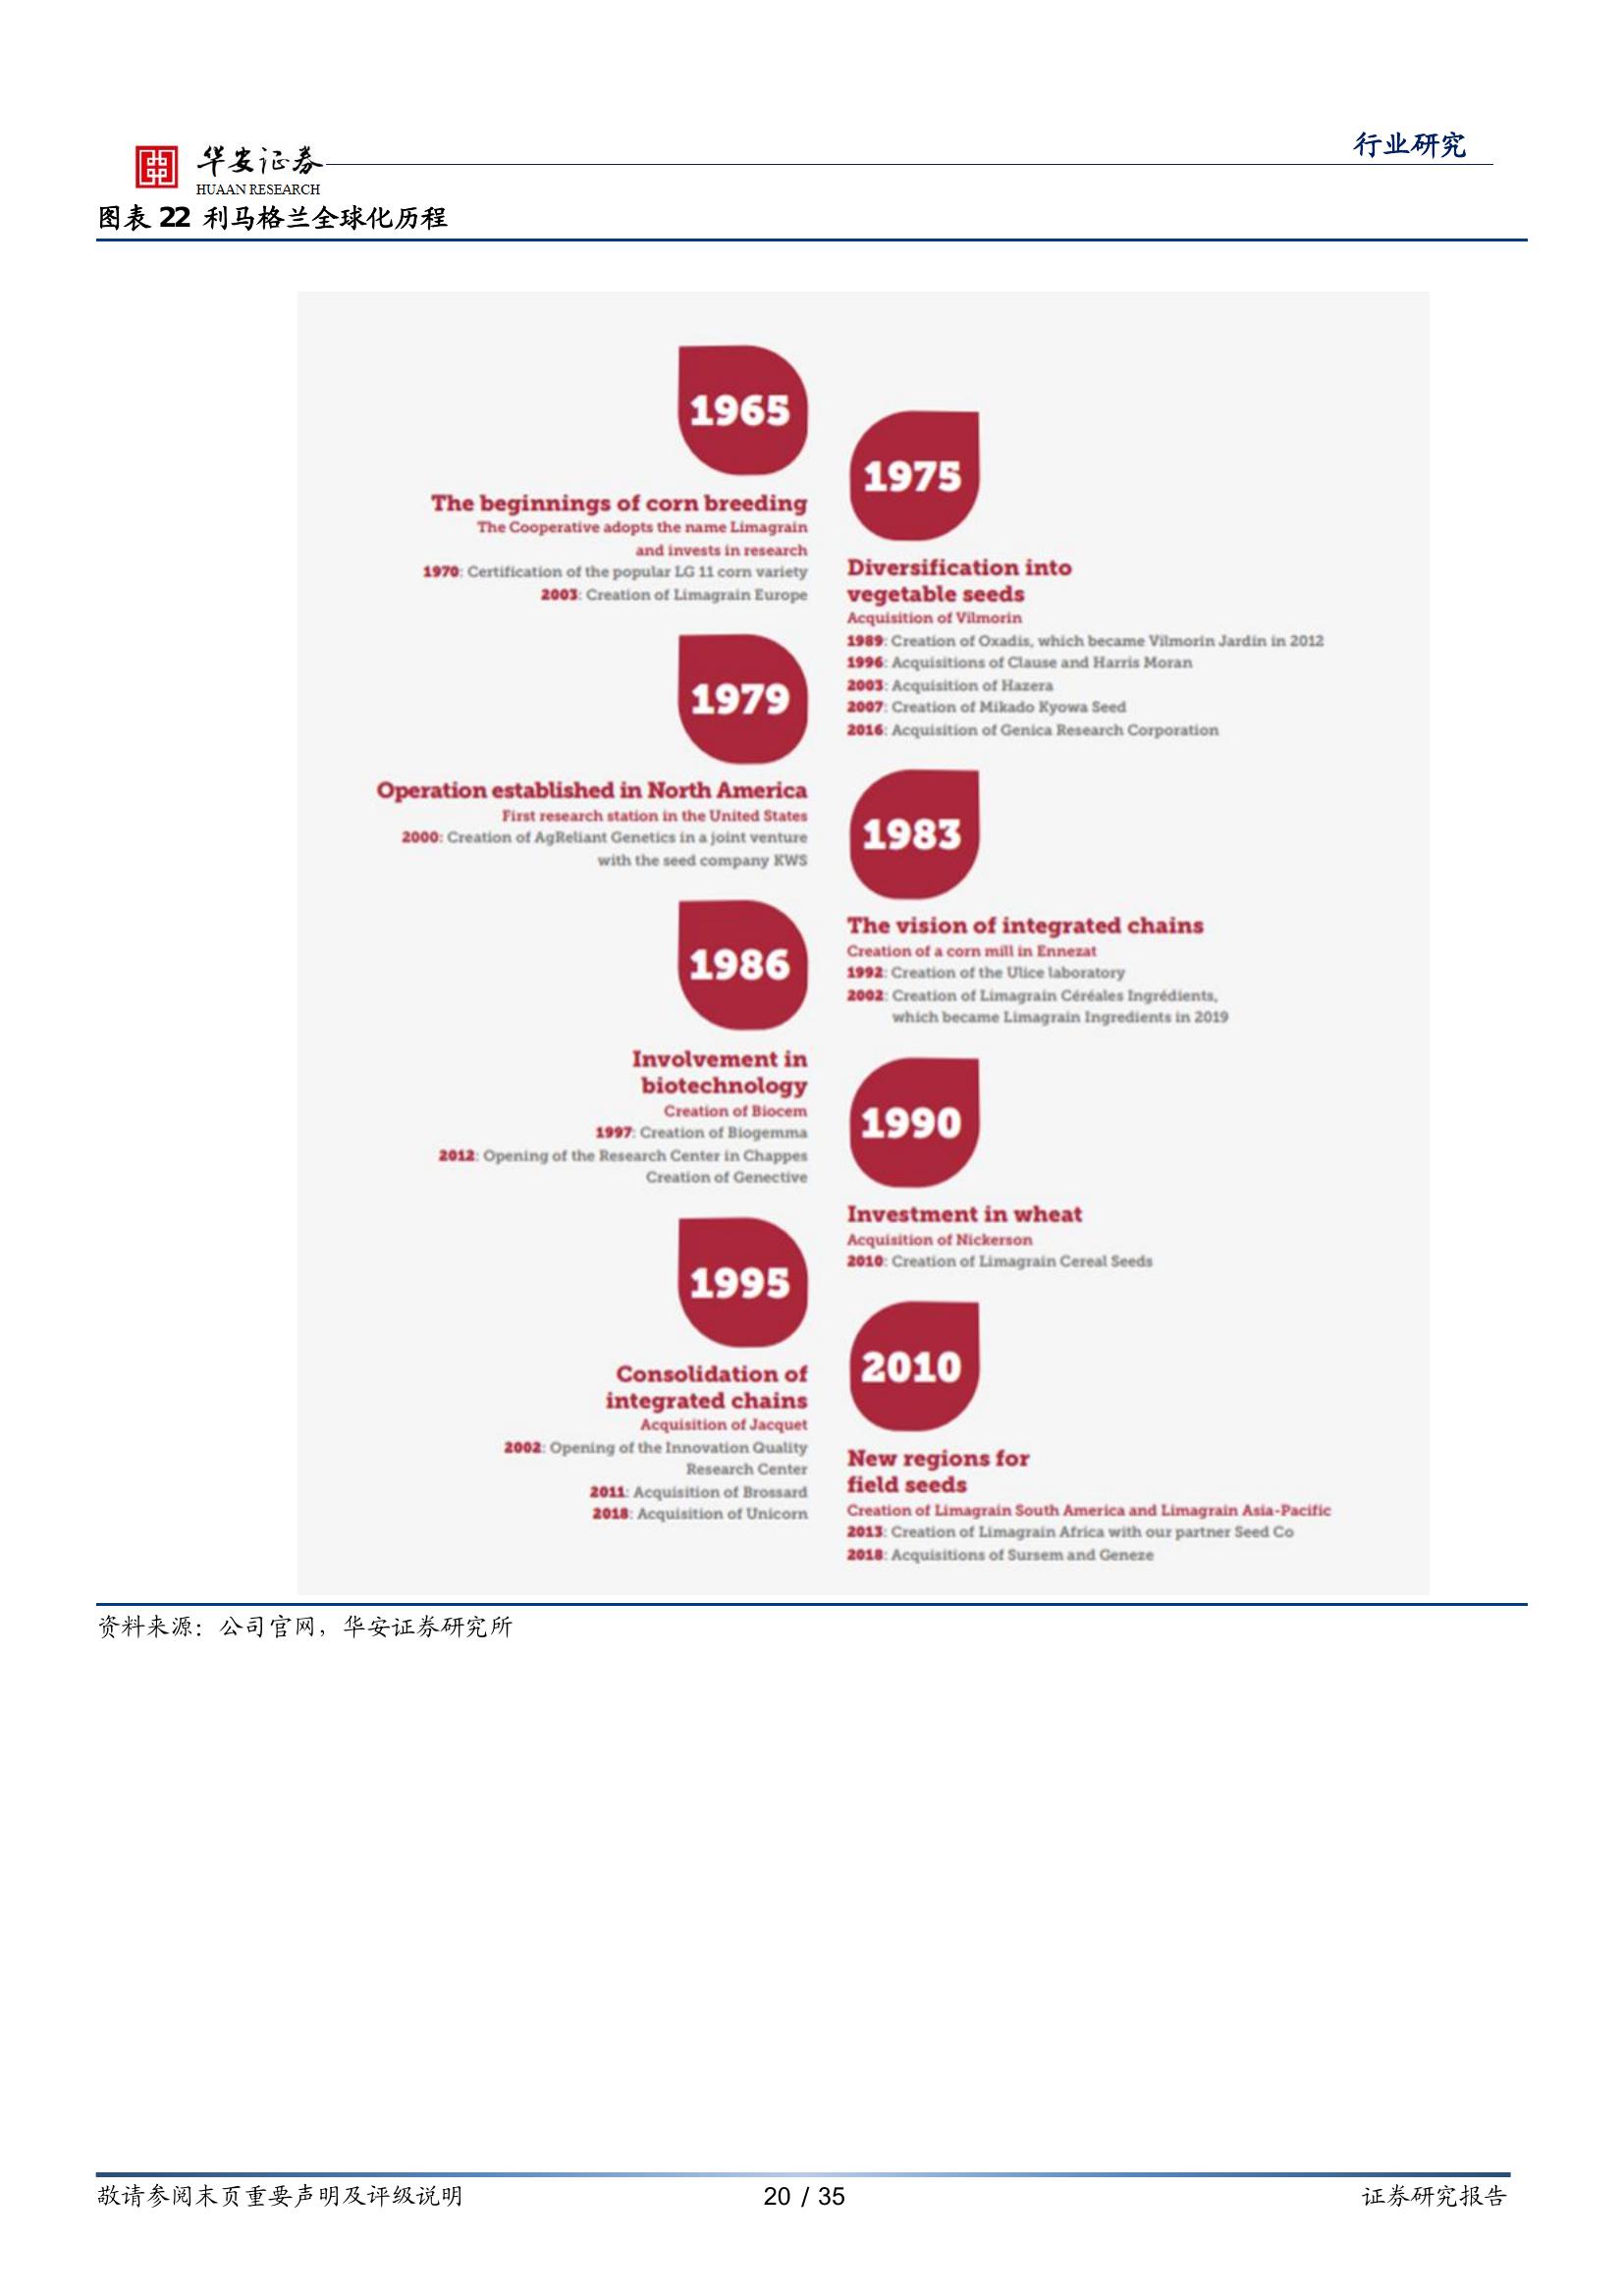 行业研究
华安证券
HUAAN RESEARCH
图表 22 利马格兰全球化历程
1965
The beginnings of corn breeding
The Cooperative adopts the name Limagrain
and invests in research
1970: Certification of the popular LG 11 corn variety
2003: Creation of Limagrain Europe
1975
Diversification into
vegetable seeds
Acquisition of Vilmorin
1989: Creation of Oxadis, which became Vilmorin Jardin in 2012
1996: Acquisitions of Clause and Harris Moran
2003: Acquisition of Hazera
2007: Creation of Mikado Kyowa Seed
2016: Acquisition of Genica Research Corporation
1979
Operation established in North America
First research station in the United States
2000: Creation of AgReliant Genetics in a joint venture
with the seed company KWS
1983
The vision of integrated chains
Creation of a corn mill in Ennezat
1992: Creation of the Ulice laboratory
2002: Creation of Limagrain Céréales Ingrédients,
which became Limagrain Ingredients in 2019
1986
Involvement in
biotechnology
Creation of Biocem
1997: Creation of Biogemma
2012: Opening of the Research Center in Chappes
Creation of Genective
1990
Investment in wheat
Acquisition of Nickerson
2010: Creation of Limagrain Cereal Seeds
1995
Consolidation of
integrated chains
Acquisition of Jacquet
2002: Opening of the Innovation Quality
Research Center
2011: Acquisition of Brossard
2018: Acquisition of Unicorn
2010
New regions for
field seeds
Creation of Limagrain South America and Limagrain Asia-Pacific
2013: Creation of Limagrain Africa with our partner Seed Co
2018: Acquisitions of Sursem and Geneze
资料来源：公司官网，华安证券研究所
敬请参阅末页重要声明及评级说明
20 / 35
证券研究报告